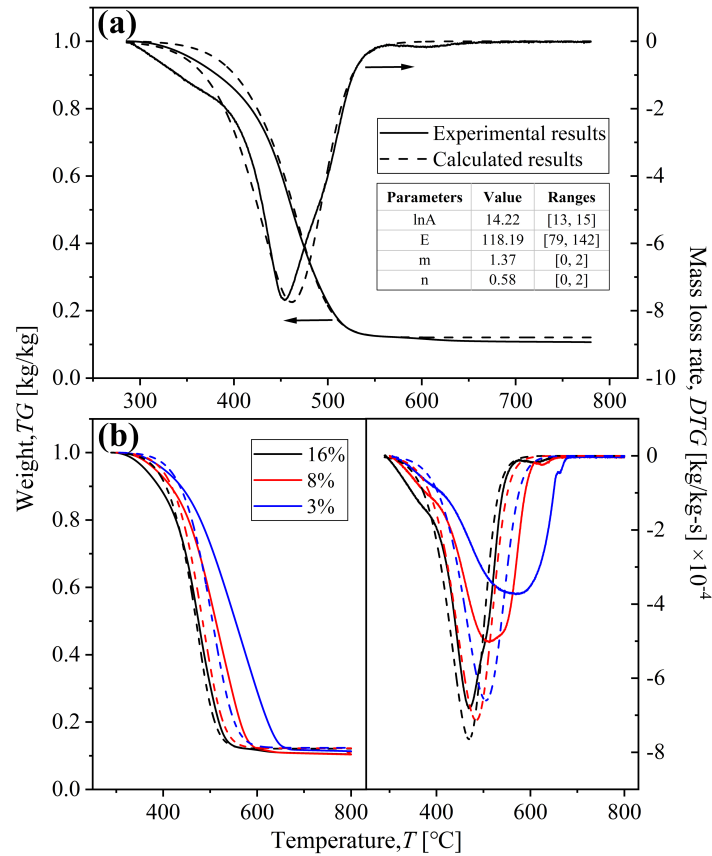 (a)
1.0
0.8
0.6
0.4
0.2
0.0
0
-2
-4
-6
-8
-10
Experimental results
Calculated results
Parameters Value Ranges
lnA 14.22 [13, 15]
E 118.19 [79, 142]
m 1.37 [0, 2]
n 0.58 [0, 2]
300 400 500 600 700 800
Weight,TG [kg/kg]
Mass loss rate, DTG [kg/kg-s] ×10⁻⁴
(b)
1.0
0.8
0.6
0.4
0.2
0.0
16%
8%
3%
0
-2
-4
-6
-8
400 600 800 400 600 800
Temperature,T [℃]